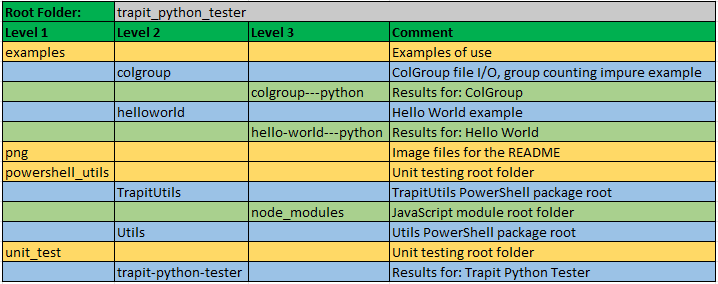 Root Folder: trapit_python_tester
Level 1 Level 2 Level 3 Comment
examples Examples of use
colgroup ColGroup file I/O, group counting impure example
colgroup---python Results for: ColGroup
helloworld Hello World example
hello-world---python Results for: Hello World
png Image files for the README
powershell_utils Unit testing root folder
TrapitUtils TrapitUtils PowerShell package root
node_modules JavaScript module root folder
Utils Utils PowerShell package root
unit_test Unit testing root folder
trapit-python-tester Results for: Trapit Python Tester